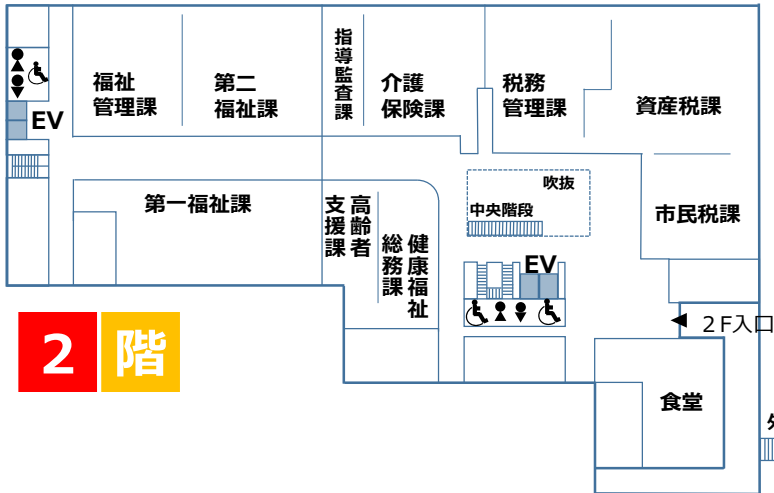 福祉
管理課
第二
福祉課
指導監査課
介護
保険課
税務
管理課
資産税課
EV
第一福祉課
高齢者
支援課
健康福祉
総務課
吹抜
中央階段
市民税課
EV
2F入口
2階
食堂